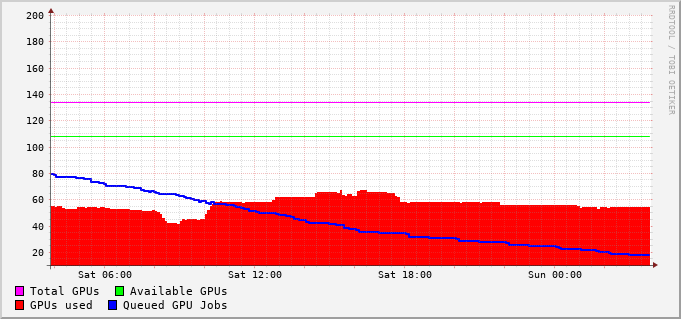 200
180
160
140
120
100
80
60
40
20
Sat 06:00 Sat 12:00 Sat 18:00 Sun 00:00
Total GPUs Available GPUs
GPUs used Queued GPU Jobs
RRDTOOL / TOBI OETIKER